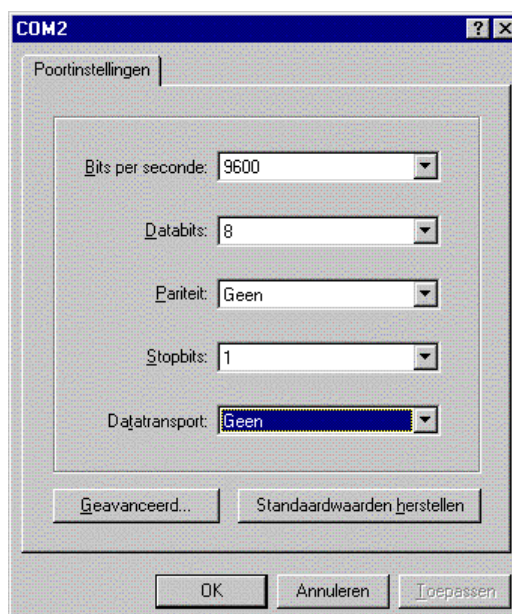 COM2
Poortinstellingen
Bits per seconde: 9600
Databits: 8
Pariteit: Geen
Stopbits: 1
Datatransport: Geen
Geavanceerd... Standaardwaarden herstellen
OK Annuleren Toepassen